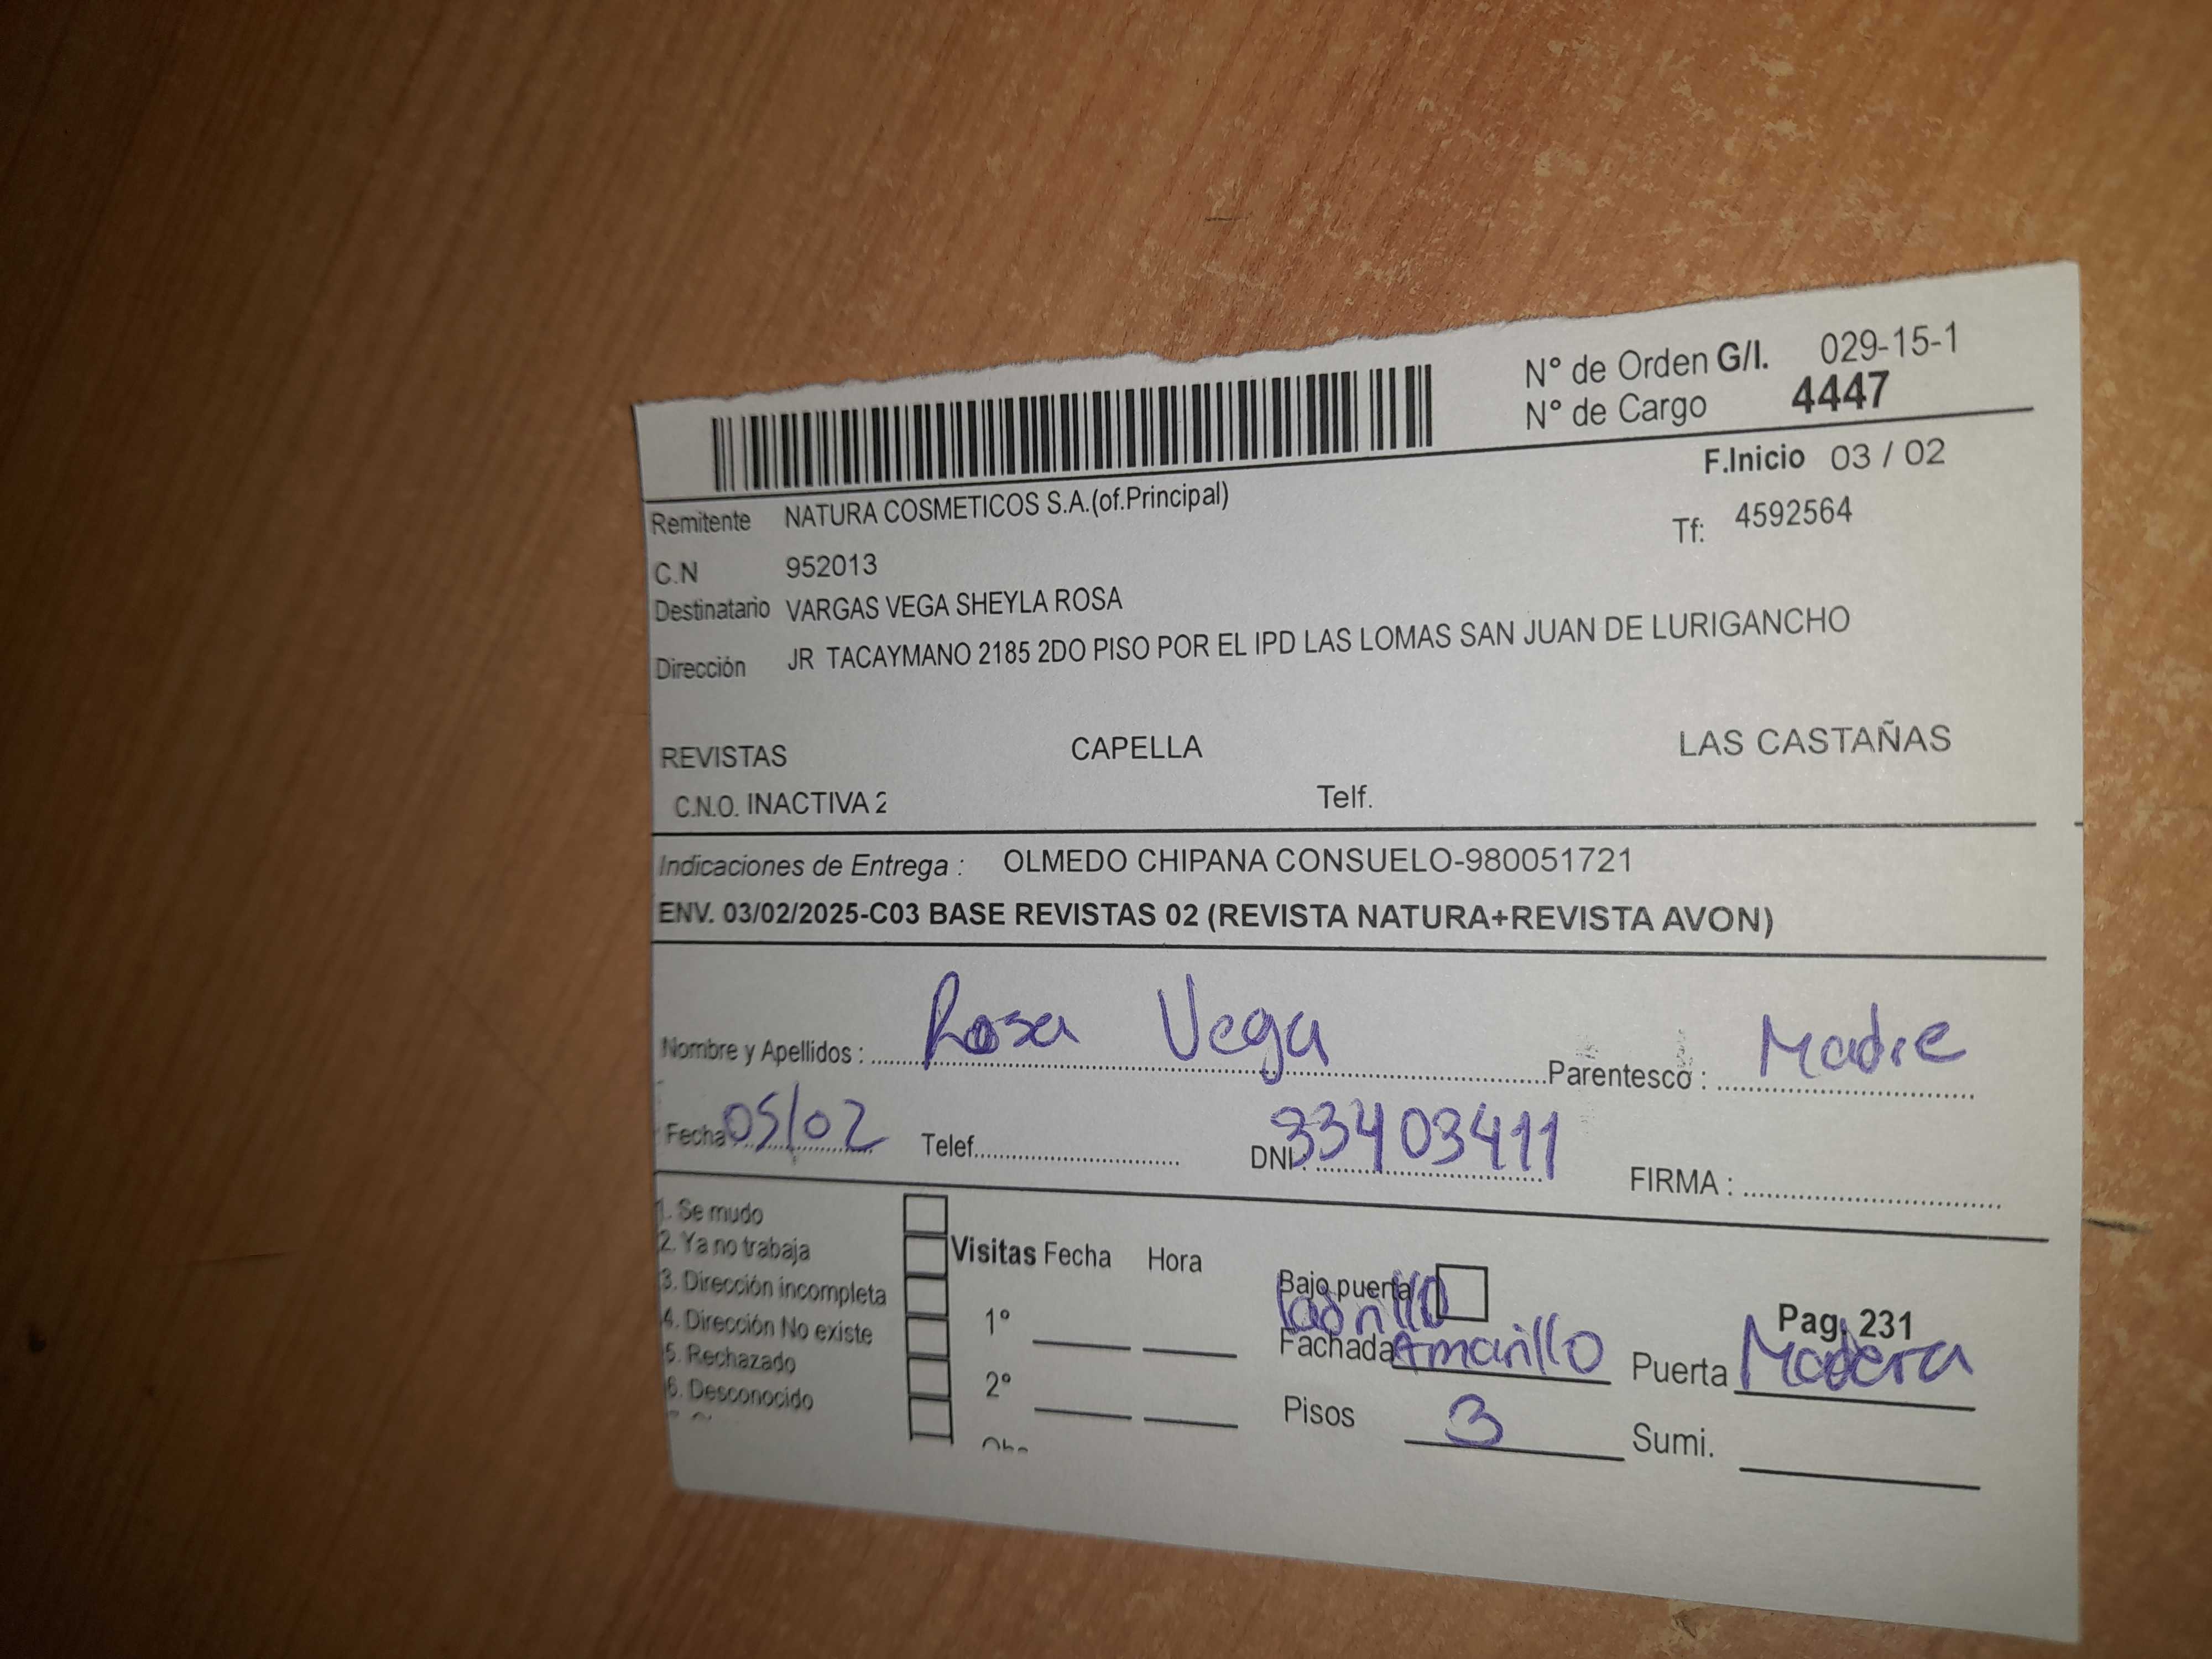 N° de Orden G/I. 029-15-1
N° de Cargo 4447
F.Inicio 03 / 02
Remitente NATURA COSMETICOS S.A.(of.Principal)
Tf: 4592564
C.N 952013
Destinatario VARGAS VEGA SHEYLA ROSA
Dirección JR TACAYMANO 2185 2DO PISO POR EL IPD LAS LOMAS SAN JUAN DE LURIGANCHO
REVISTAS CAPELLA LAS CASTAÑAS
C.N.O. INACTIVA 2 Telf.
Indicaciones de Entrega : OLMEDO CHIPANA CONSUELO-980051721
ENV. 03/02/2025-C03 BASE REVISTAS 02 (REVISTA NATURA+REVISTA AVON)
Nombre y Apellidos : Rosa Vega Parentesco : Madre
Fecha 05/02 Telef. DNI: 33403411 FIRMA :
1. Se mudo
2. Ya no trabaja
3. Dirección incompleta
4. Dirección No existe
5. Rechazado
6. Desconocido
Visitas Fecha Hora
1°
2°
Bajo puerta
ladrillo
Pag. 231
Fachada Amarillo Puerta Madera
Pisos 3 Sumi.